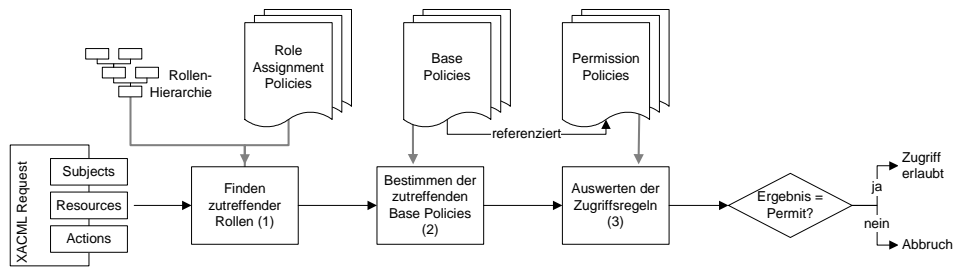 Rollen-
Hierarchie
Role
Assignment
Policies
Base
Policies
Permission
Policies
referenziert
XACML Request
Subjects
Resources
Actions
Finden
zutreffender
Rollen (1)
Bestimmen der
zutreffenden
Base Policies
(2)
Auswerten der
Zugriffsregeln
(3)
Ergebnis =
Permit?
ja
nein
Zugriff
erlaubt
Abbruch